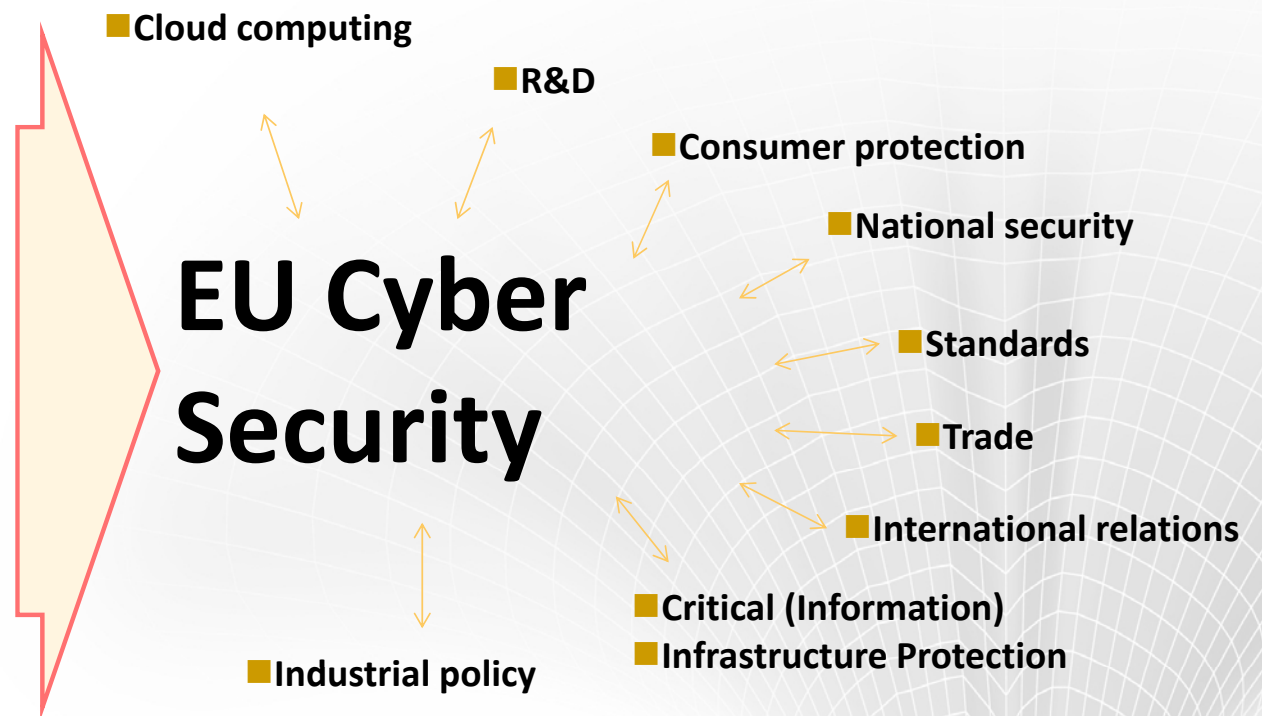 Cloud computing
R&D
Consumer protection
National security
EU Cyber
Security
Standards
Trade
International relations
Critical (Information)
Infrastructure Protection
Industrial policy